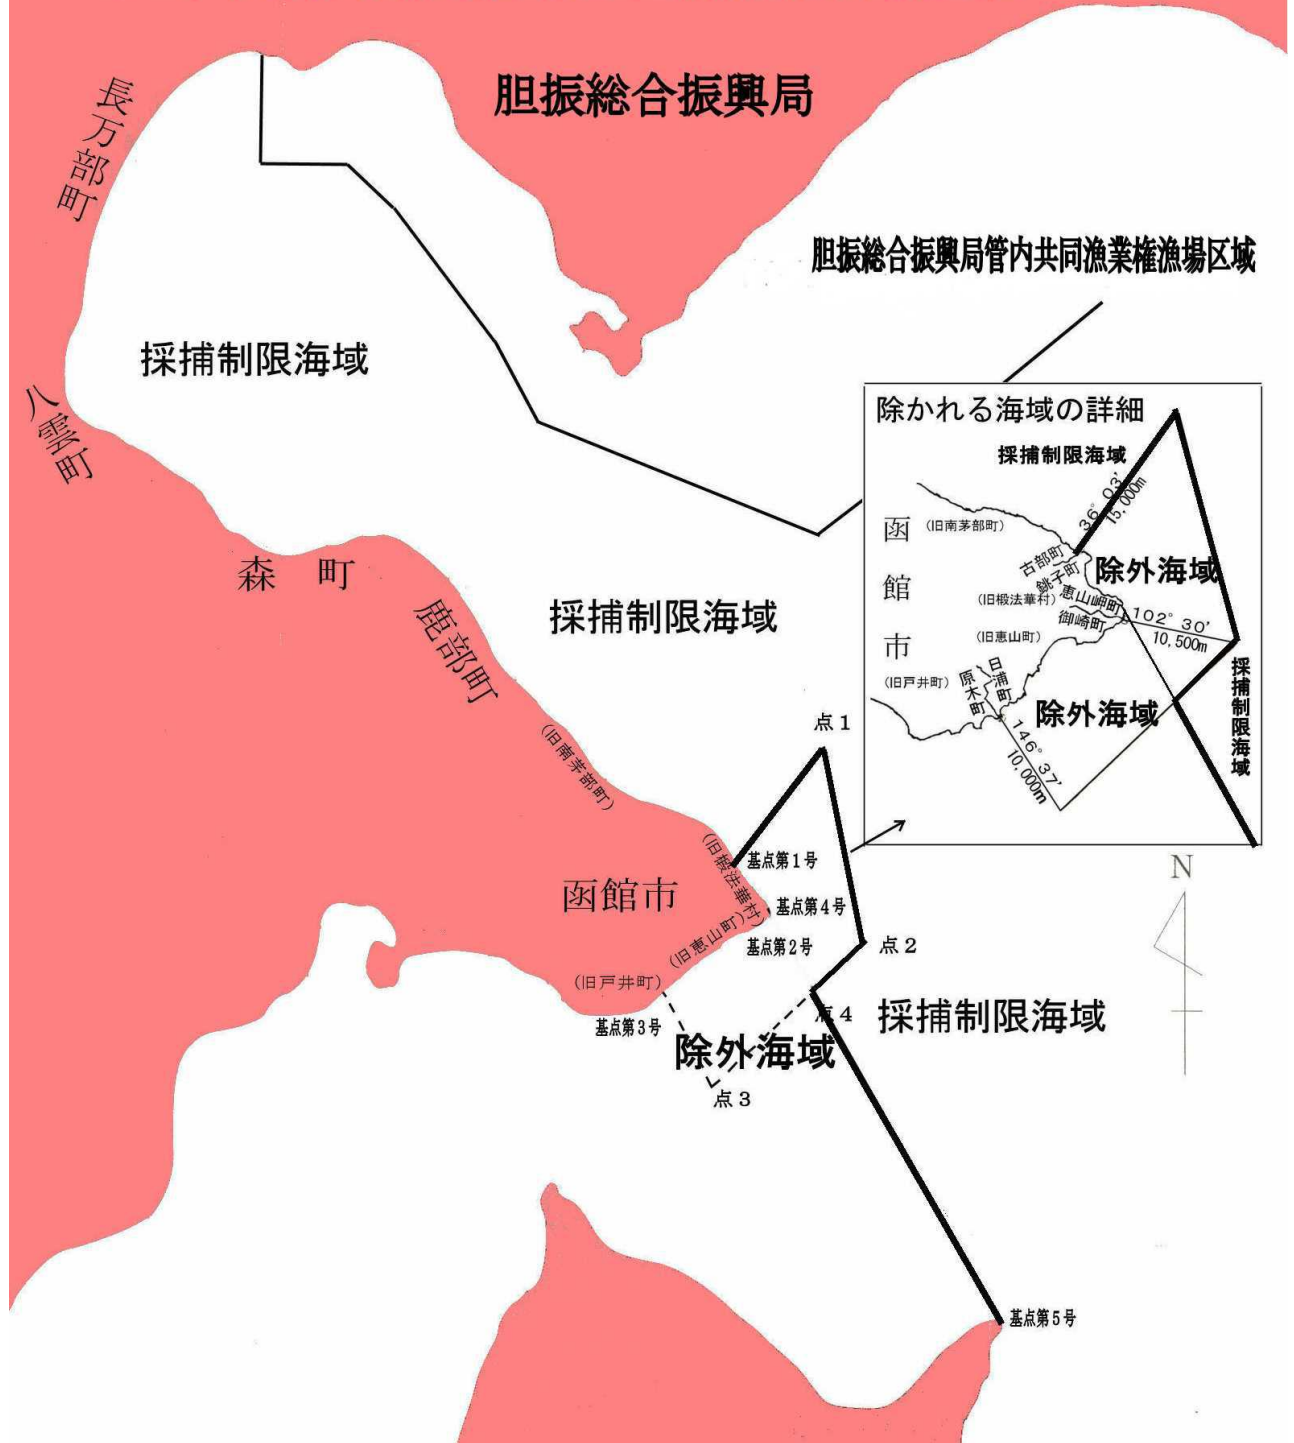 胆振総合振興局
長万部町
胆振総合振興局管内共同漁業権漁場区域
採捕制限海域
八雲町
除かれる海域の詳細
採捕制限海域
36°03′
15,000m
函館市
(旧南茅部町)
古部町
銚子町
除外海域
(旧椴法華村)
恵山岬町
102°30′
10,500m
御崎町
(旧恵山町)
採捕制限海域
(旧戸井町)
日浦町
原木町
除外海域
146°37′
10,000m
森町
鹿部町
採捕制限海域
点1
(旧南茅部町)
(旧椴法華村)
基点第1号
函館市
基点第4号
(旧恵山町)
基点第2号
点2
N
(旧戸井町)
点4
採捕制限海域
基点第3号
除外海域
点3
基点第5号